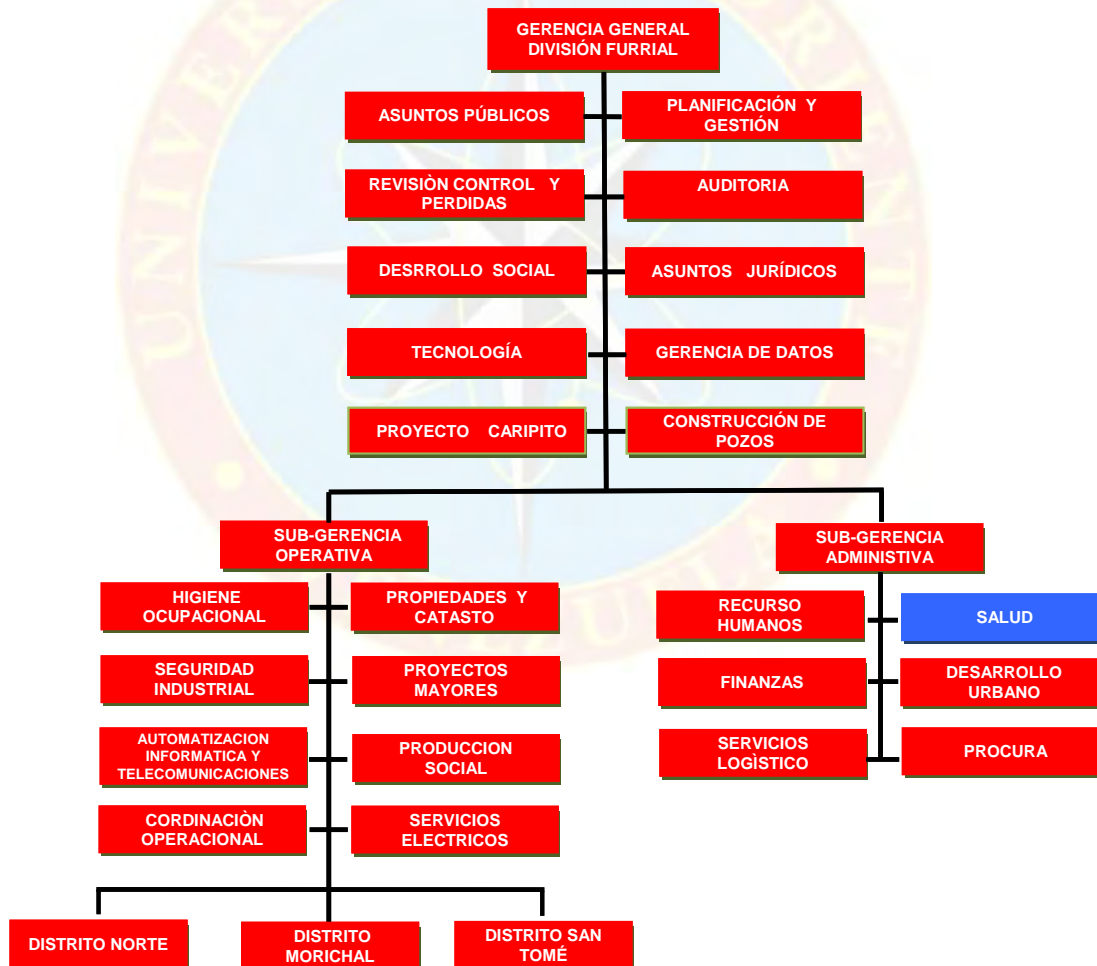 GERENCIA GENERAL
DIVISIÓN FURRIAL
ASUNTOS PÚBLICOS
PLANIFICACIÓN Y
GESTIÓN
REVISIÒN CONTROL Y
PERDIDAS
AUDITORIA
DESRROLLO SOCIAL
ASUNTOS JURÍDICOS
TECNOLOGÍA
GERENCIA DE DATOS
PROYECTO CARIPITO
CONSTRUCCIÓN DE
POZOS
SUB-GERENCIA
OPERATIVA
SUB-GERENCIA
ADMINISTIVA
HIGIENE
OCUPACIONAL
PROPIEDADES Y
CATASTO
RECURSO
HUMANOS
SALUD
SEGURIDAD
INDUSTRIAL
PROYECTOS
MAYORES
FINANZAS
DESARROLLO
URBANO
AUTOMATIZACION
INFORMATICA Y
TELECOMUNICACIONES
PRODUCCION
SOCIAL
SERVICIOS
LOGÌSTICO
PROCURA
CORDINACIÒN
OPERACIONAL
SERVICIOS
ELECTRICOS
DISTRITO NORTE
DISTRITO
MORICHAL
DISTRITO SAN
TOMÉ